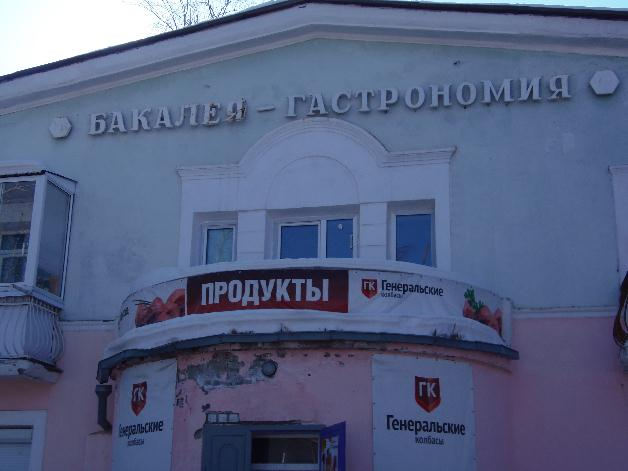 БАКАЛЕЯ – ГАСТРОНОМИЯ
ПРОДУКТЫ
ГК
Генеральские
колбасы
ГК
Генеральские
колбасы
ГК
Генеральские
колбасы